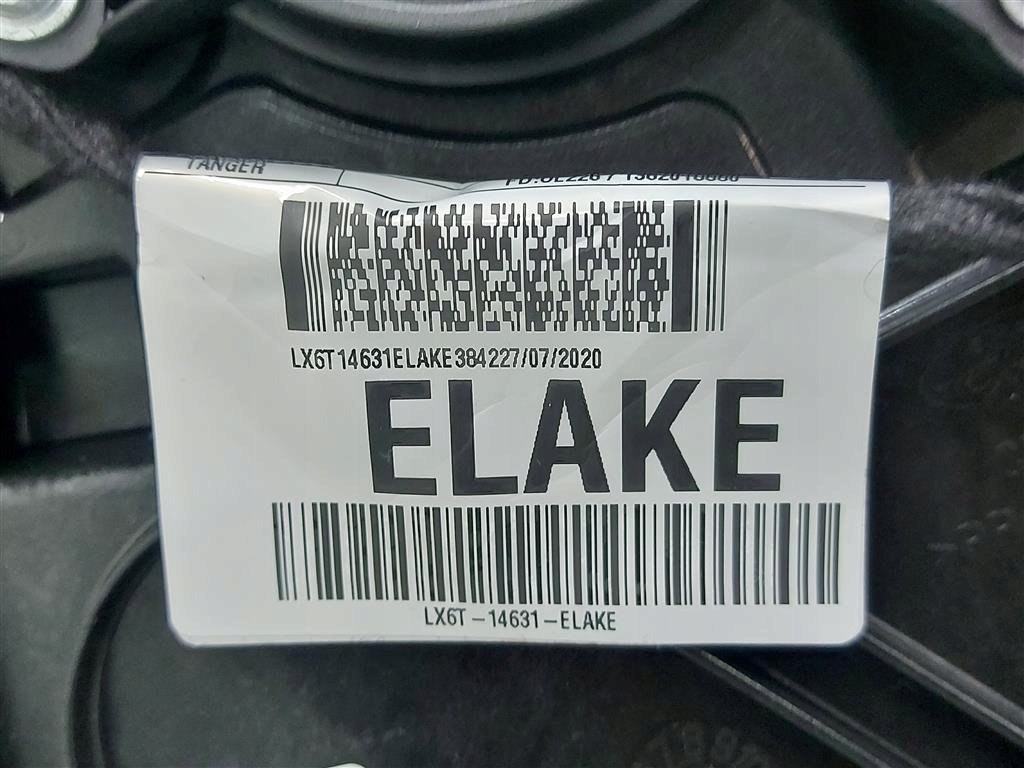 TANGER
LX6T14631ELAKE384227/07/2020
ELAKE
LX6T-14631-ELAKE